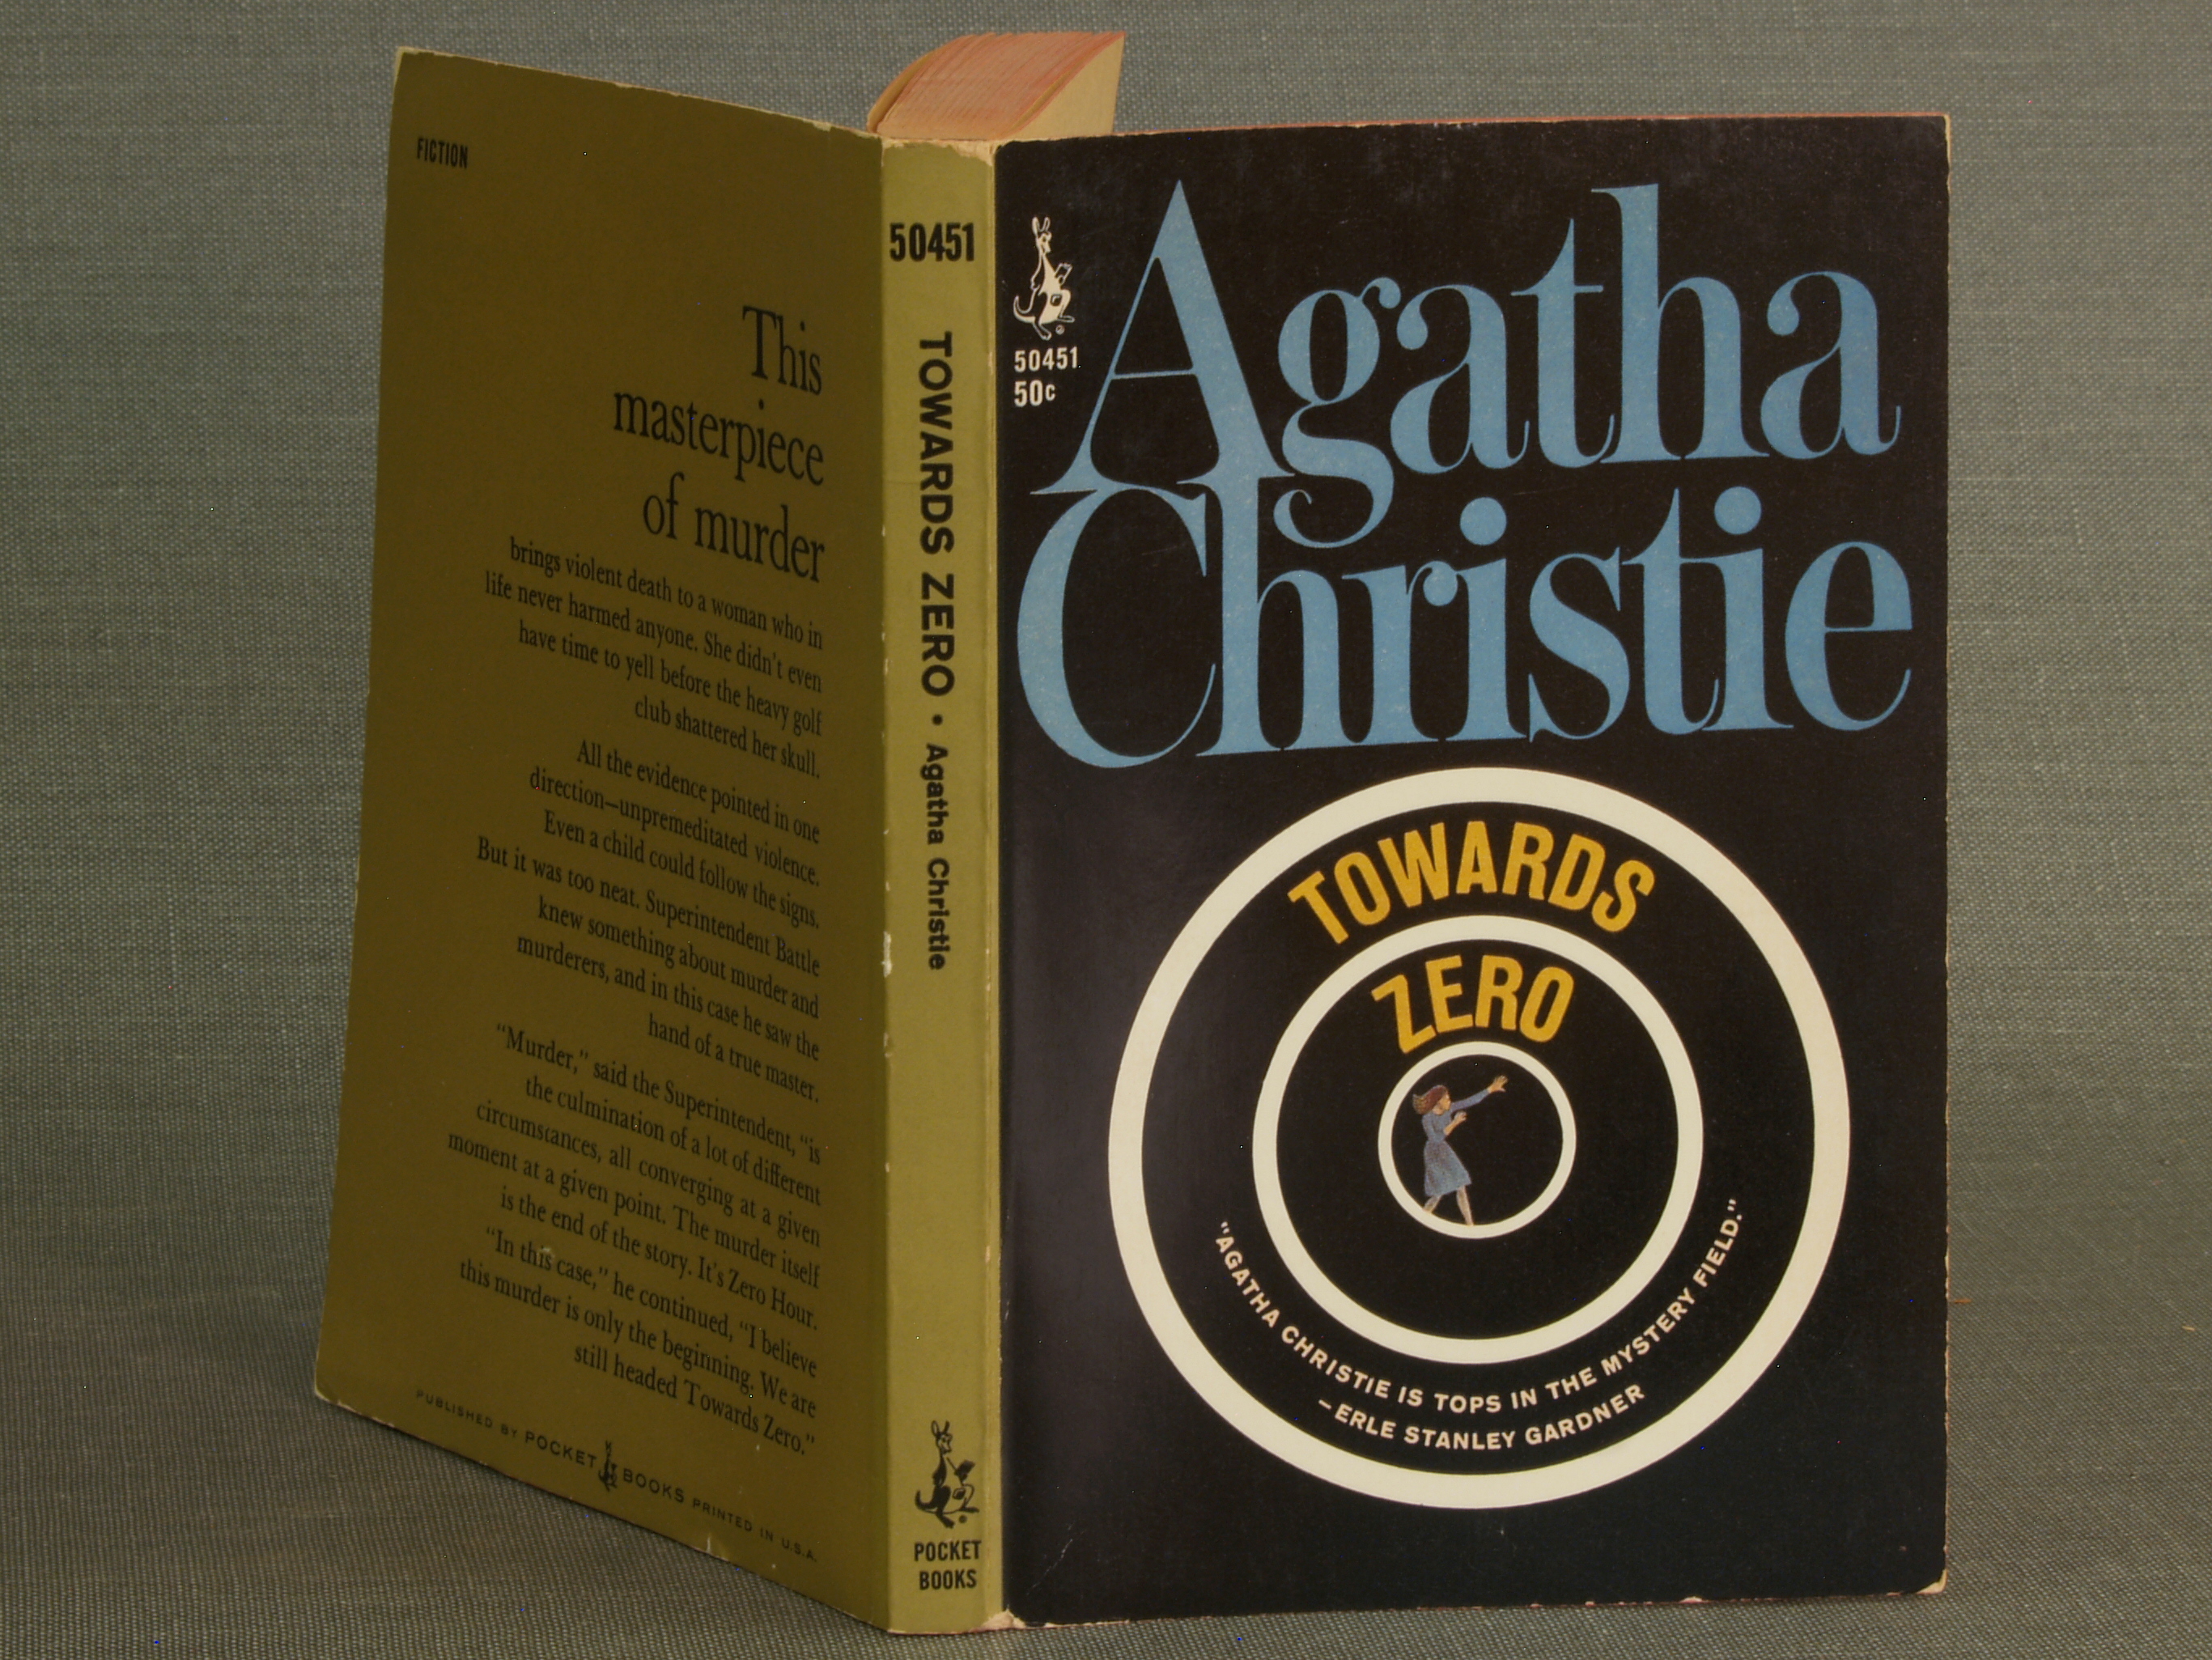 FICTION
This
masterpiece
of murder
brings violent death to a woman who in
life never harmed anyone. She didn't even
have time to yell before the heavy golf
club shattered her skull.
All the evidence pointed in one
direction—unpremeditated violence.
Even a child could follow the signs.
But it was too neat. Superintendent Battle
knew something about murder and
murderers, and in this case he saw the
hand of a true master.
"Murder," said the Superintendent, "is
the culmination of a lot of different
circumstances, all converging at a given
moment at a given point. The murder itself
is the end of the story. It's Zero Hour.
"In this case," he continued, "I believe
this murder is only the beginning. We are
still headed Towards Zero."
PUBLISHED BY POCKET BOOKS PRINTED IN U.S.A.
50451
TOWARDS ZERO • Agatha Christie
POCKET
BOOKS
50451
50c
Agatha
Christie
TOWARDS
ZERO
"AGATHA CHRISTIE IS TOPS IN THE MYSTERY FIELD."
—ERLE STANLEY GARDNER